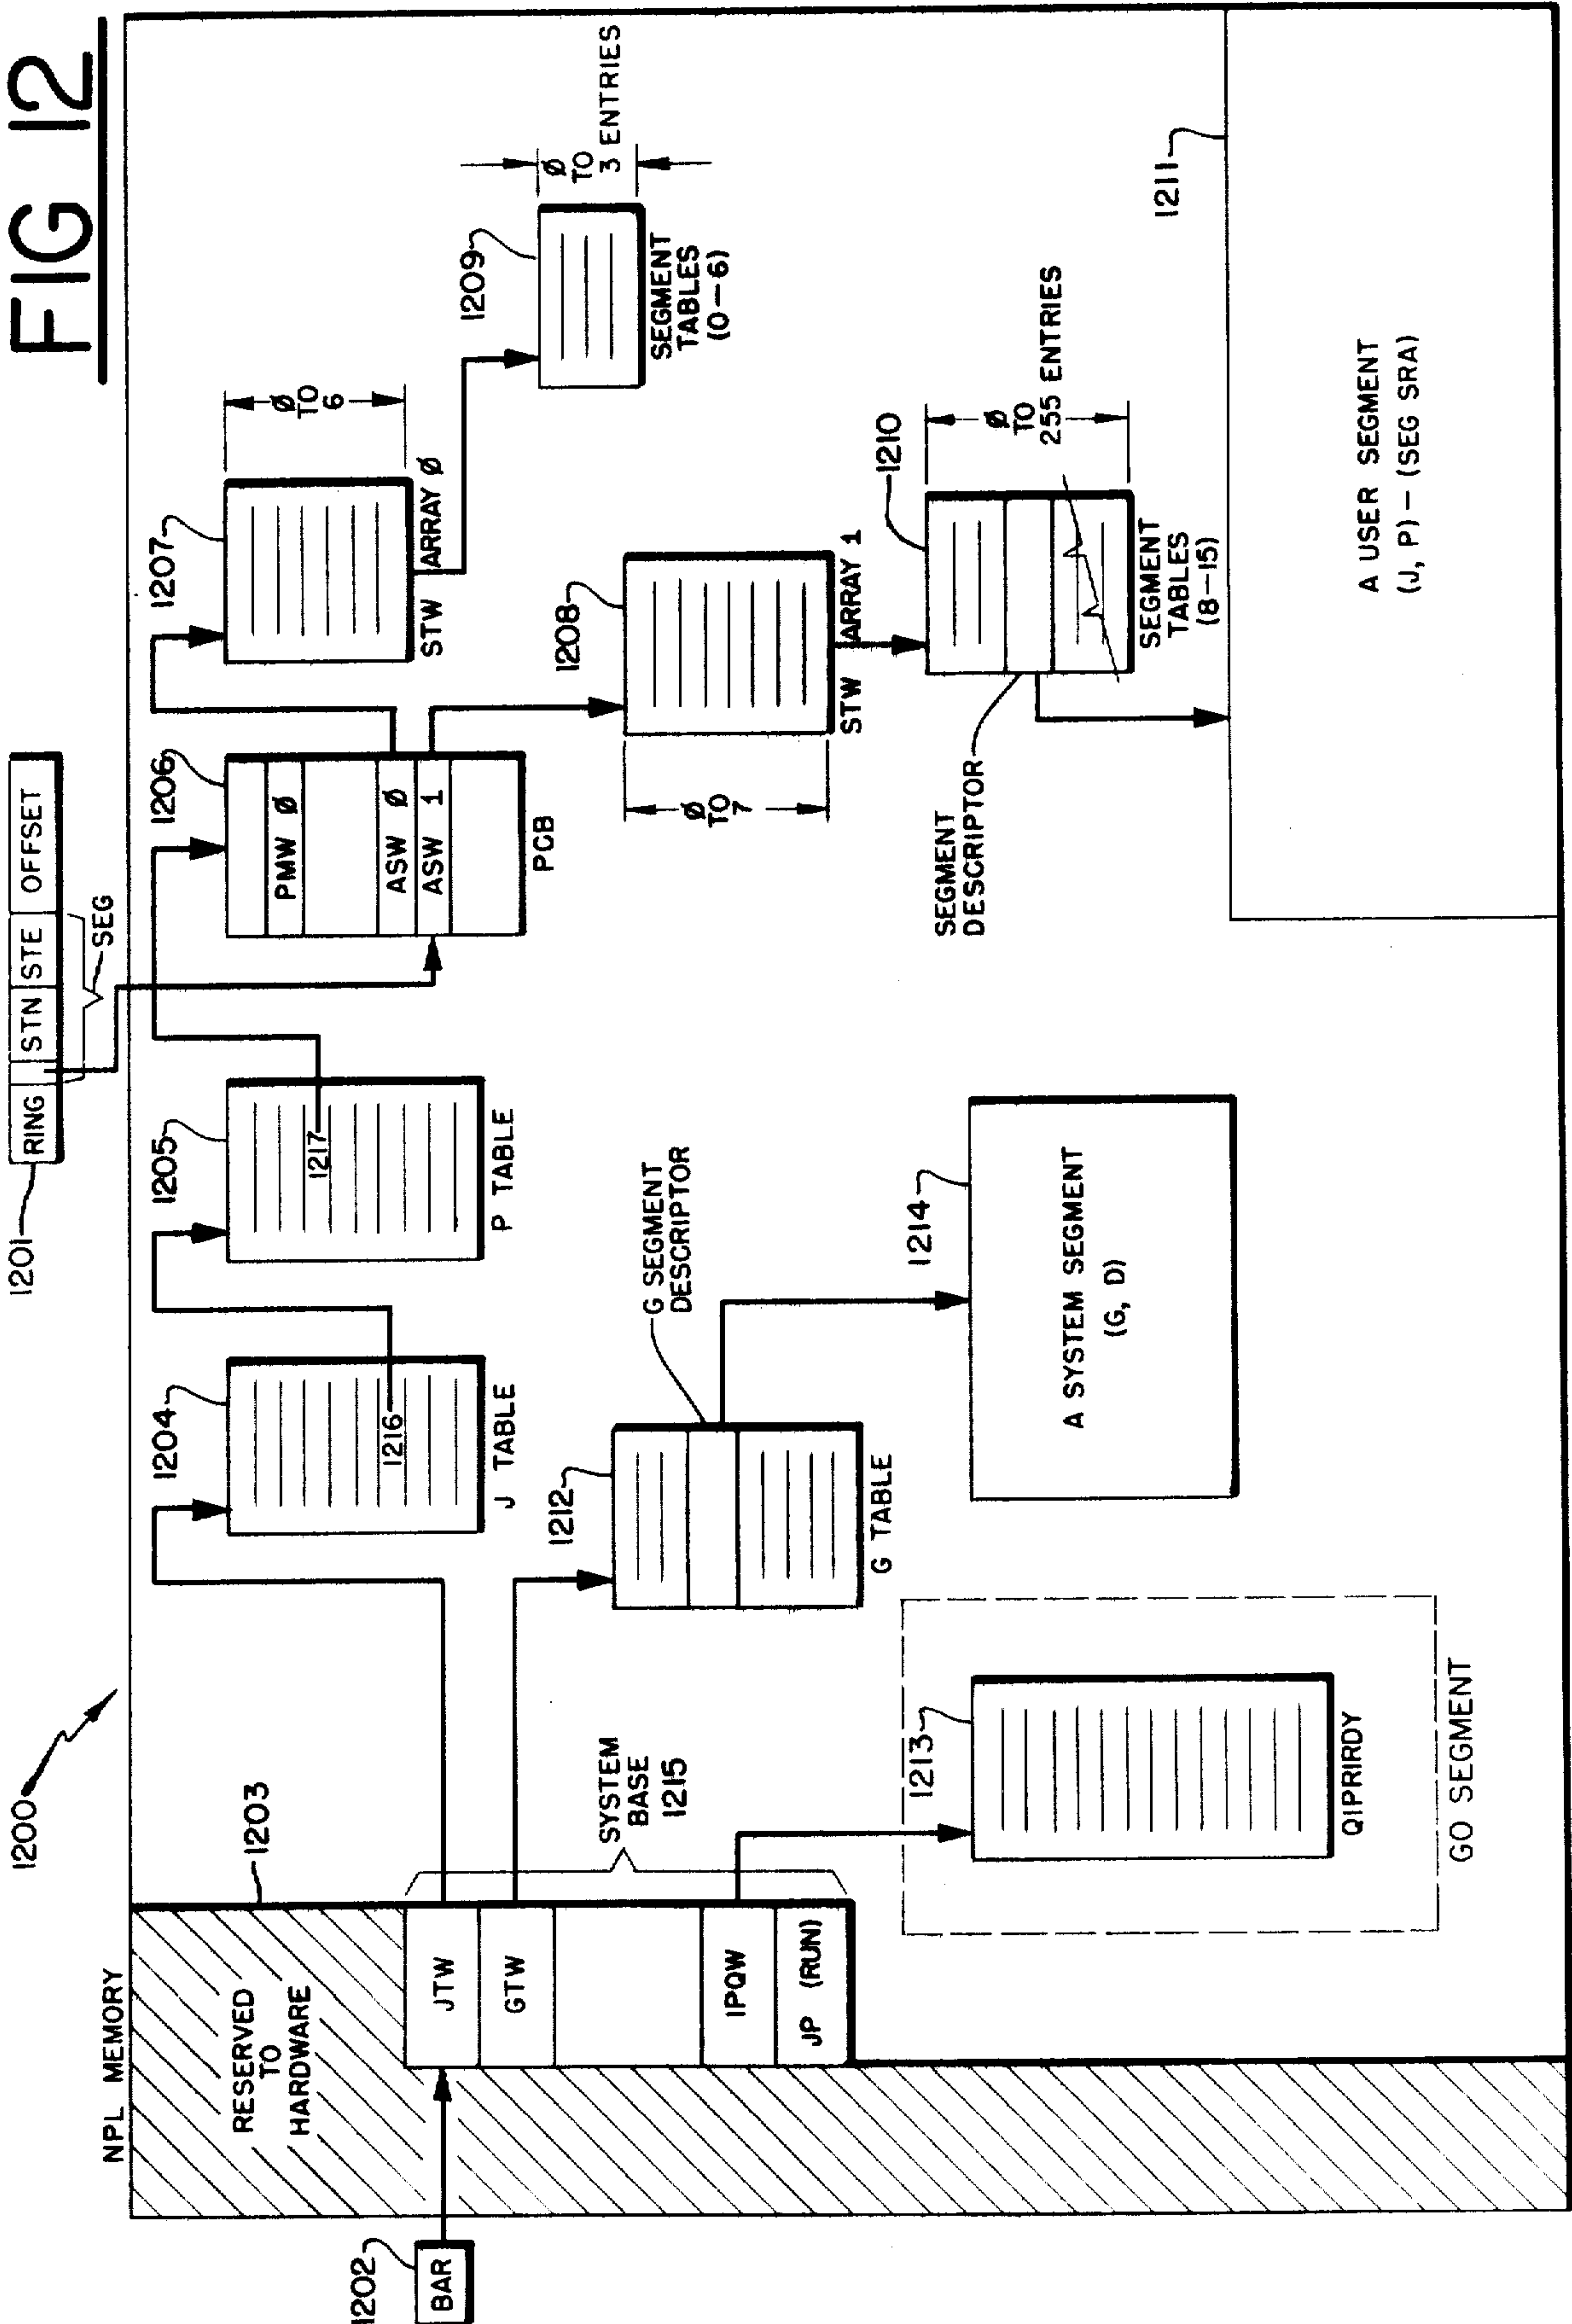 FIG 12
1201
RING STN STE OFFSET
SEG
1200
NPL MEMORY
1202
BAR
RESERVED
TO
HARDWARE
1203
JTW
GTW
IPQW
JP (RUN)
SYSTEM
BASE
1215
1204
1216
J TABLE
1205
1217
P TABLE
1206
PMW Ø
ASW Ø
ASW 1
PCB
1207
STW ARRAY Ø
Ø
TO
6
1209
SEGMENT
TABLES
(0-6)
Ø
TO
3 ENTRIES
1208
Ø
TO
7
STW ARRAY 1
1210
Ø
TO
255 ENTRIES
SEGMENT
TABLES
(8-15)
SEGMENT
DESCRIPTOR
1212
G SEGMENT
DESCRIPTOR
G TABLE
1213
QIPRIRDY
GO SEGMENT
1214
A SYSTEM SEGMENT
(G, D)
1211
A USER SEGMENT
(J, P) – (SEG SRA)